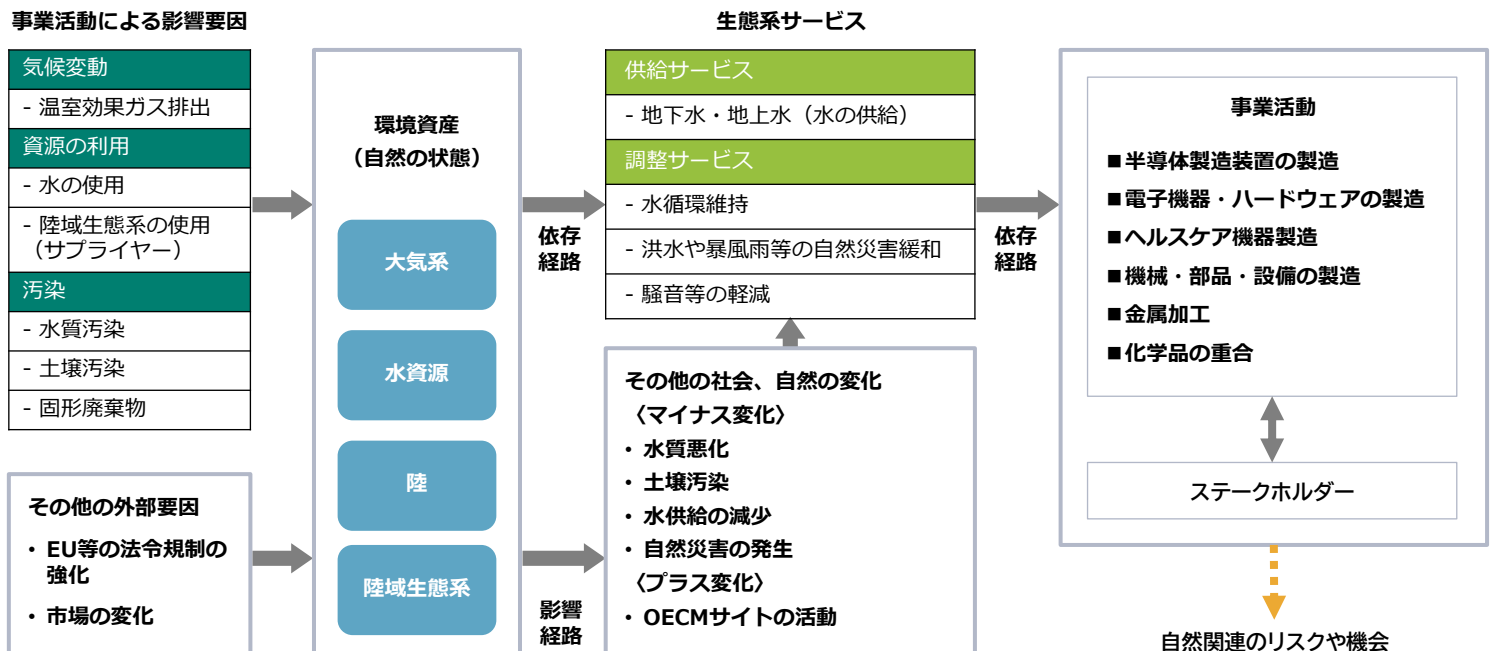 事業活動による影響要因
気候変動
- 温室効果ガス排出
資源の利用
- 水の使用
- 陸域生態系の使用
（サプライヤー）
汚染
- 水質汚染
- 土壌汚染
- 固形廃棄物
その他の外部要因
• EU等の法令規制の
強化
• 市場の変化
環境資産
（自然の状態）
大気系
水資源
陸
陸域生態系
依存
経路
影響
経路
生態系サービス
供給サービス
- 地下水・地上水（水の供給）
調整サービス
- 水循環維持
- 洪水や暴風雨等の自然災害緩和
- 騒音等の軽減
その他の社会、自然の変化
〈マイナス変化〉
• 水質悪化
• 土壌汚染
• 水供給の減少
• 自然災害の発生
〈プラス変化〉
• OECMサイトの活動
依存
経路
事業活動
■半導体製造装置の製造
■電子機器・ハードウェアの製造
■ヘルスケア機器製造
■機械・部品・設備の製造
■金属加工
■化学品の重合
ステークホルダー
自然関連のリスクや機会